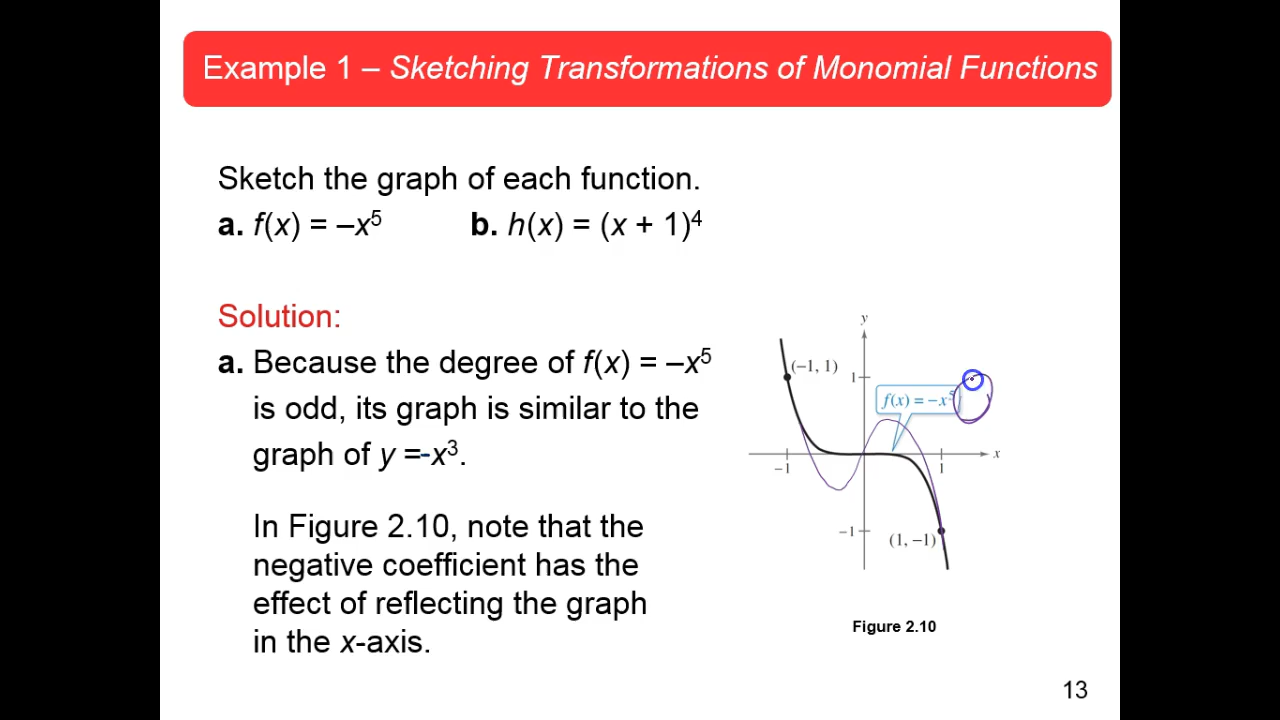 Example 1 – Sketching Transformations of Monomial Functions
Sketch the graph of each function.
a. f(x) = –x⁵ b. h(x) = (x + 1)⁴
Solution:
a. Because the degree of f(x) = –x⁵
is odd, its graph is similar to the
graph of y =-x³.
In Figure 2.10, note that the
negative coefficient has the
effect of reflecting the graph
in the x-axis.
y
(−1, 1)
1
f(x) = −x⁵
x
−1
1
−1
(1, −1)
Figure 2.10
13